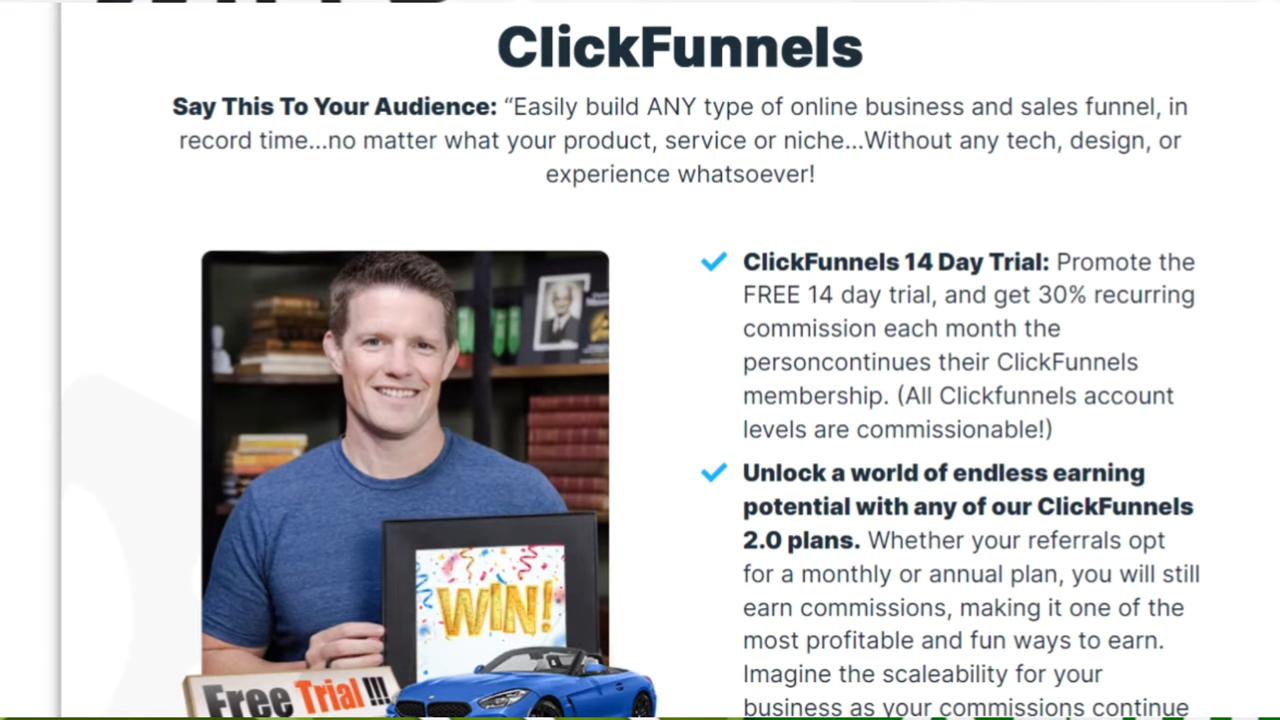 ClickFunnels
Say This To Your Audience: “Easily build ANY type of online business and sales funnel, in
record time...no matter what your product, service or niche...Without any tech, design, or
experience whatsoever!
ClickFunnels 14 Day Trial: Promote the
FREE 14 day trial, and get 30% recurring
commission each month the
personcontinues their ClickFunnels
membership. (All Clickfunnels account
levels are commissionable!)
Unlock a world of endless earning
potential with any of our ClickFunnels
2.0 plans. Whether your referrals opt
for a monthly or annual plan, you will still
earn commissions, making it one of the
most profitable and fun ways to earn.
Imagine the scaleability for your
business as your commissions continue
WIN!
Free Trial !!!